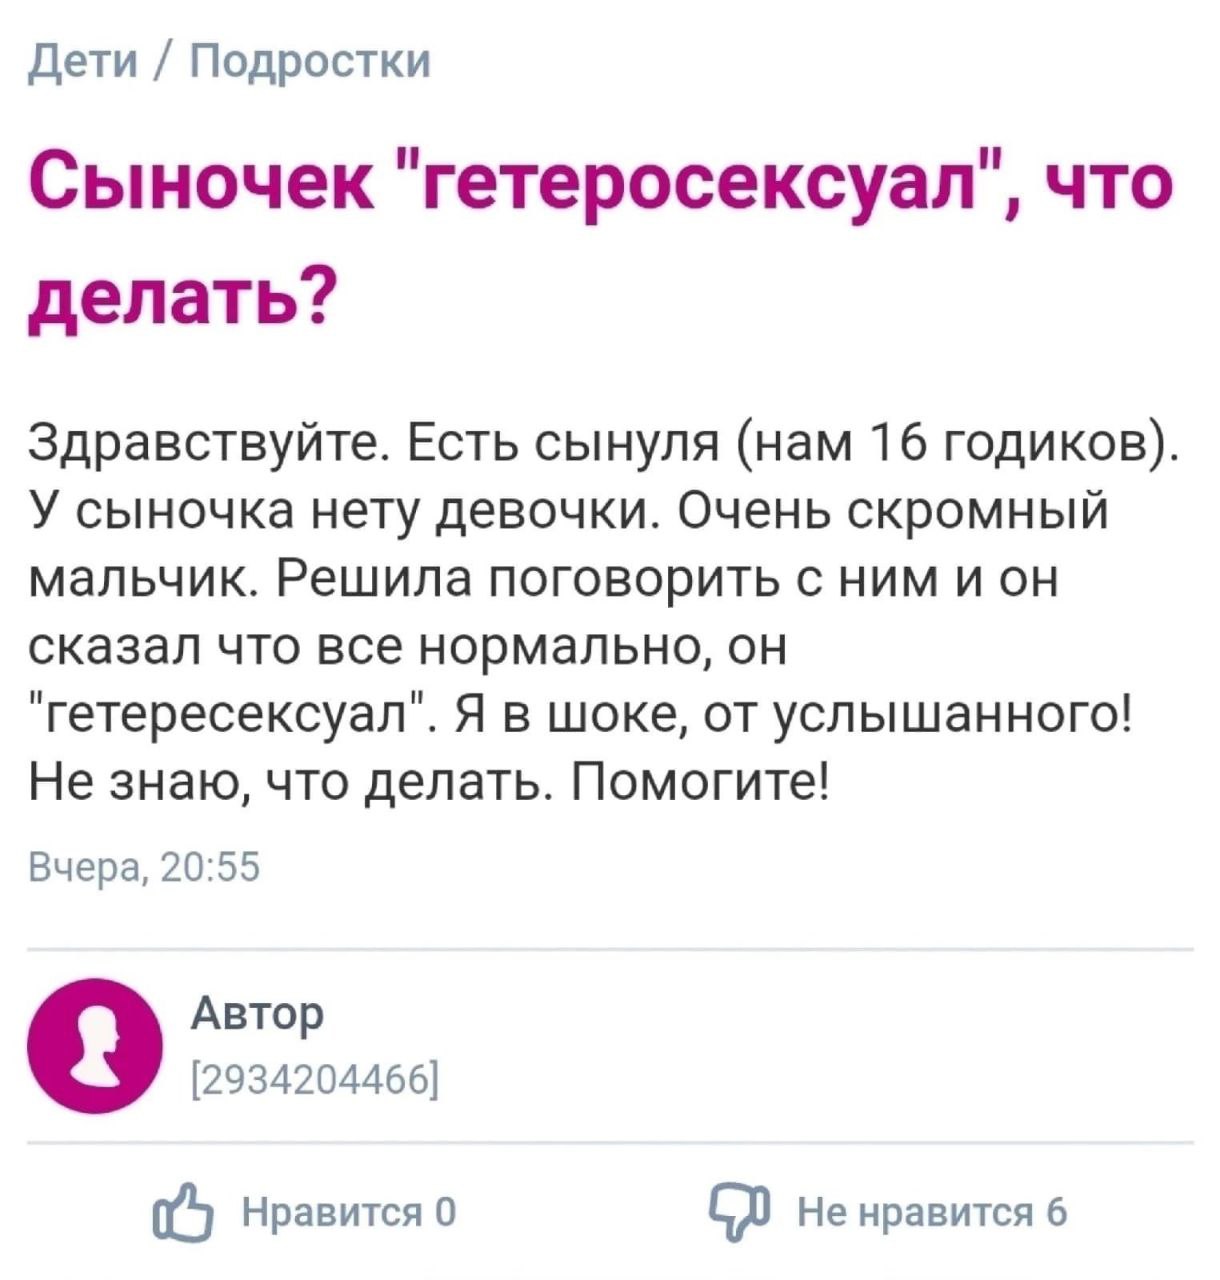 Дети / Подростки
Сыночек "гетеросексуал", что
делать?
Здравствуйте. Есть сынуля (нам 16 годиков).
У сыночка нету девочки. Очень скромный
мальчик. Решила поговорить с ним и он
сказал что все нормально, он
"гетересексуал". Я в шоке, от услышанного!
Не знаю, что делать. Помогите!
Вчера, 20:55
Автор
[2934204466]
Нравится 0
Не нравится 6